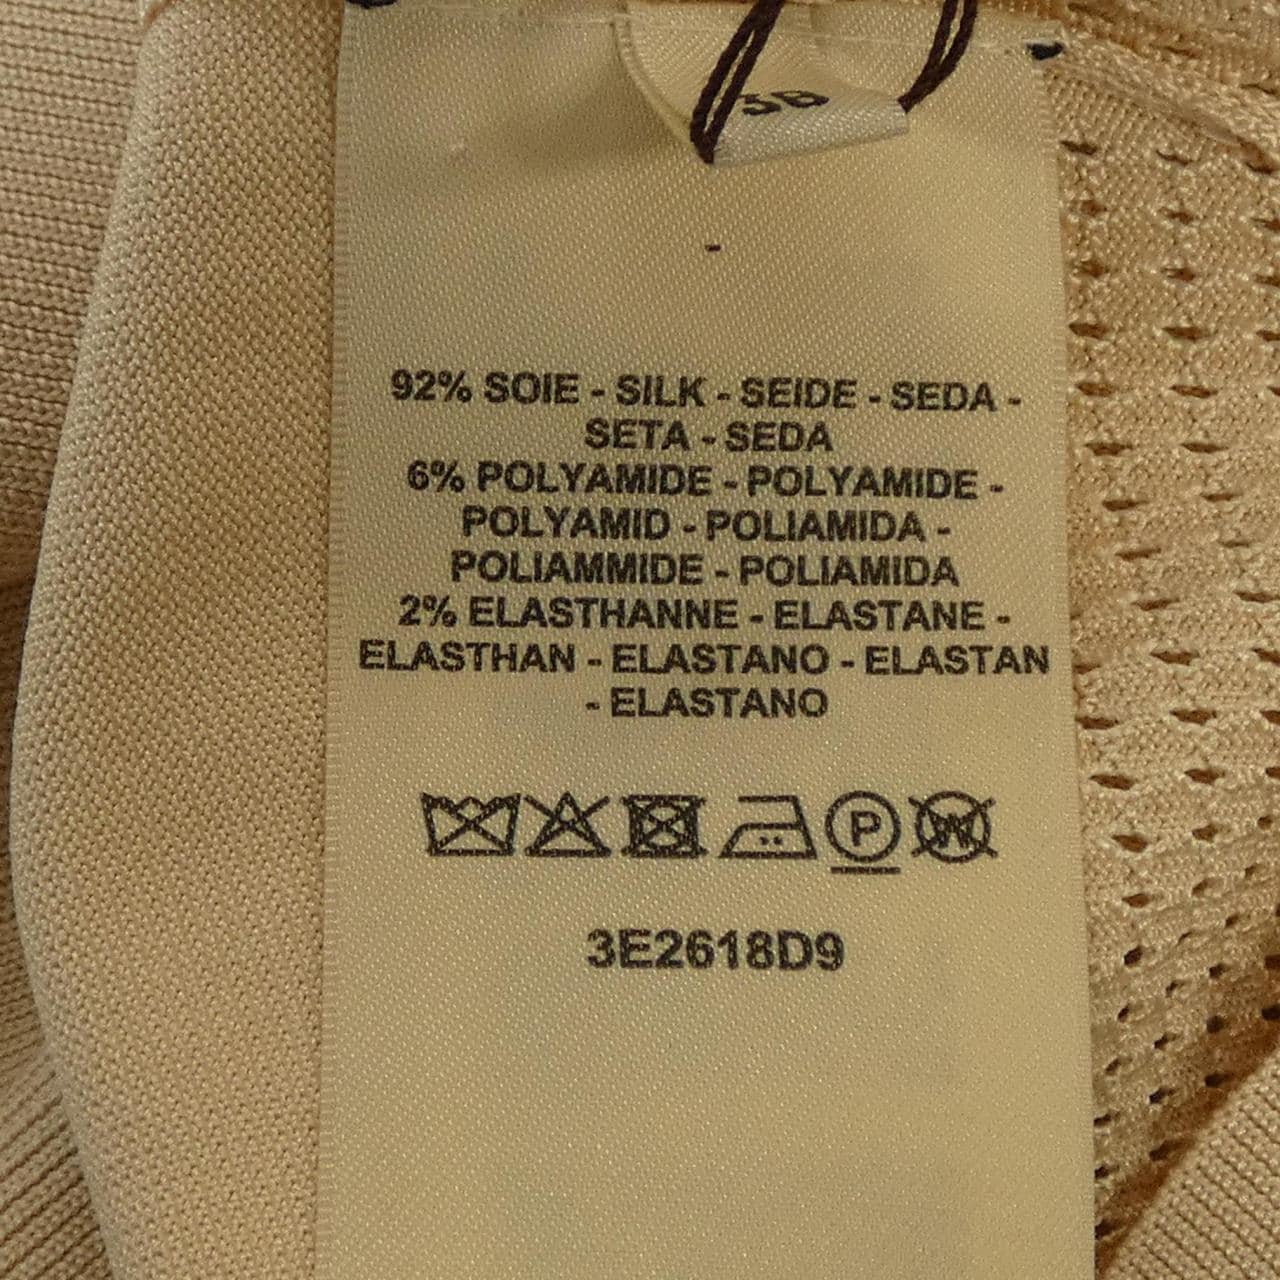 38
-
92% SOIE - SILK - SEIDE - SEDA -
SETA - SEDA
6% POLYAMIDE - POLYAMIDE -
POLYAMID - POLIAMIDA -
POLIAMMIDE - POLIAMIDA
2% ELASTHANNE - ELASTANE -
ELASTHAN - ELASTANO - ELASTAN
- ELASTANO
P W
3E2618D9